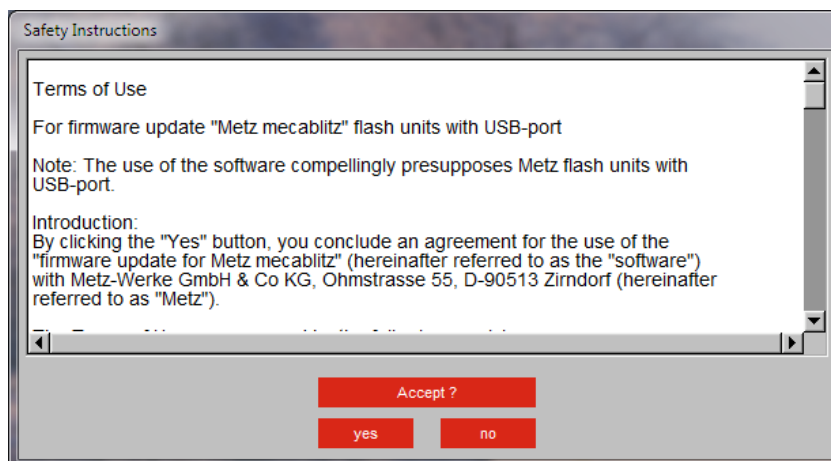 Safety Instructions
Terms of Use
For firmware update "Metz mecablitz" flash units with USB-port
Note: The use of the software compellingly presupposes Metz flash units with
USB-port.
Introduction:
By clicking the "Yes" button, you conclude an agreement for the use of the
"firmware update for Metz mecablitz" (hereinafter referred to as the "software")
with Metz-Werke GmbH & Co KG, Ohmstrasse 55, D-90513 Zirndorf (hereinafter
referred to as "Metz").
Accept ?
yes
no